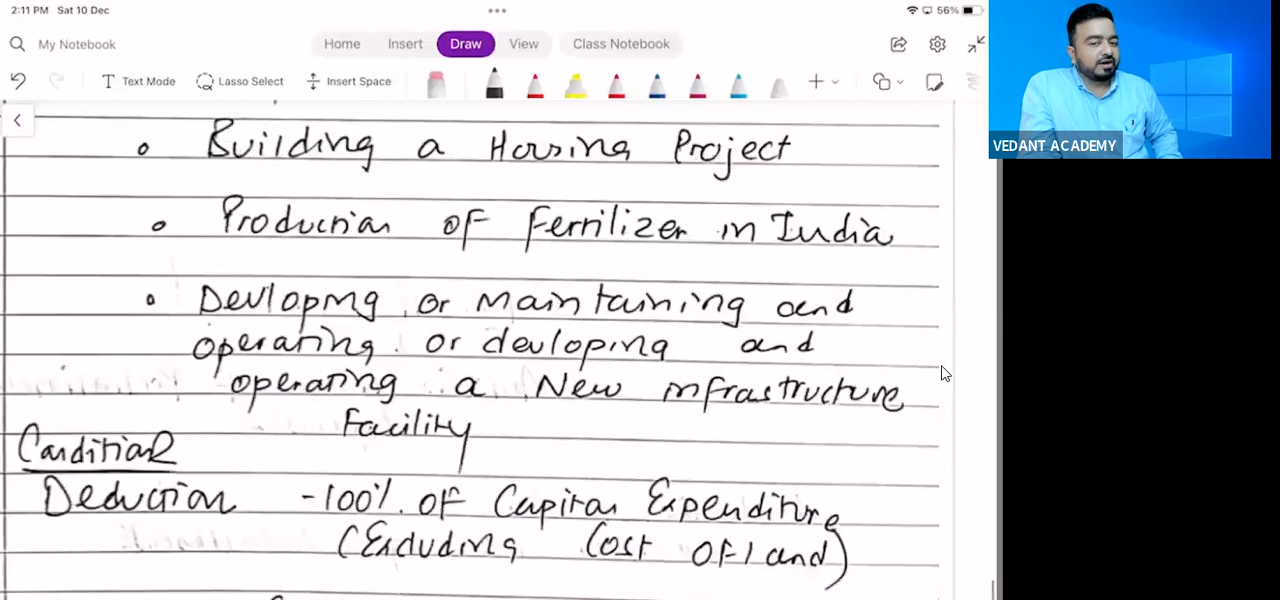 2:11 PM Sat 10 Dec
56%
My Notebook
Home Insert Draw View Class Notebook
Text Mode Lasso Select Insert Space
VEDANT ACADEMY
Building a Housing Project
Production of Fertilizer in India
Devloping or maintaining and
operating or devloping and
operating a New infrastructure
Facility
Condition
Deduction - 100% of Capital Expenditure
(Excluding Cost of land)